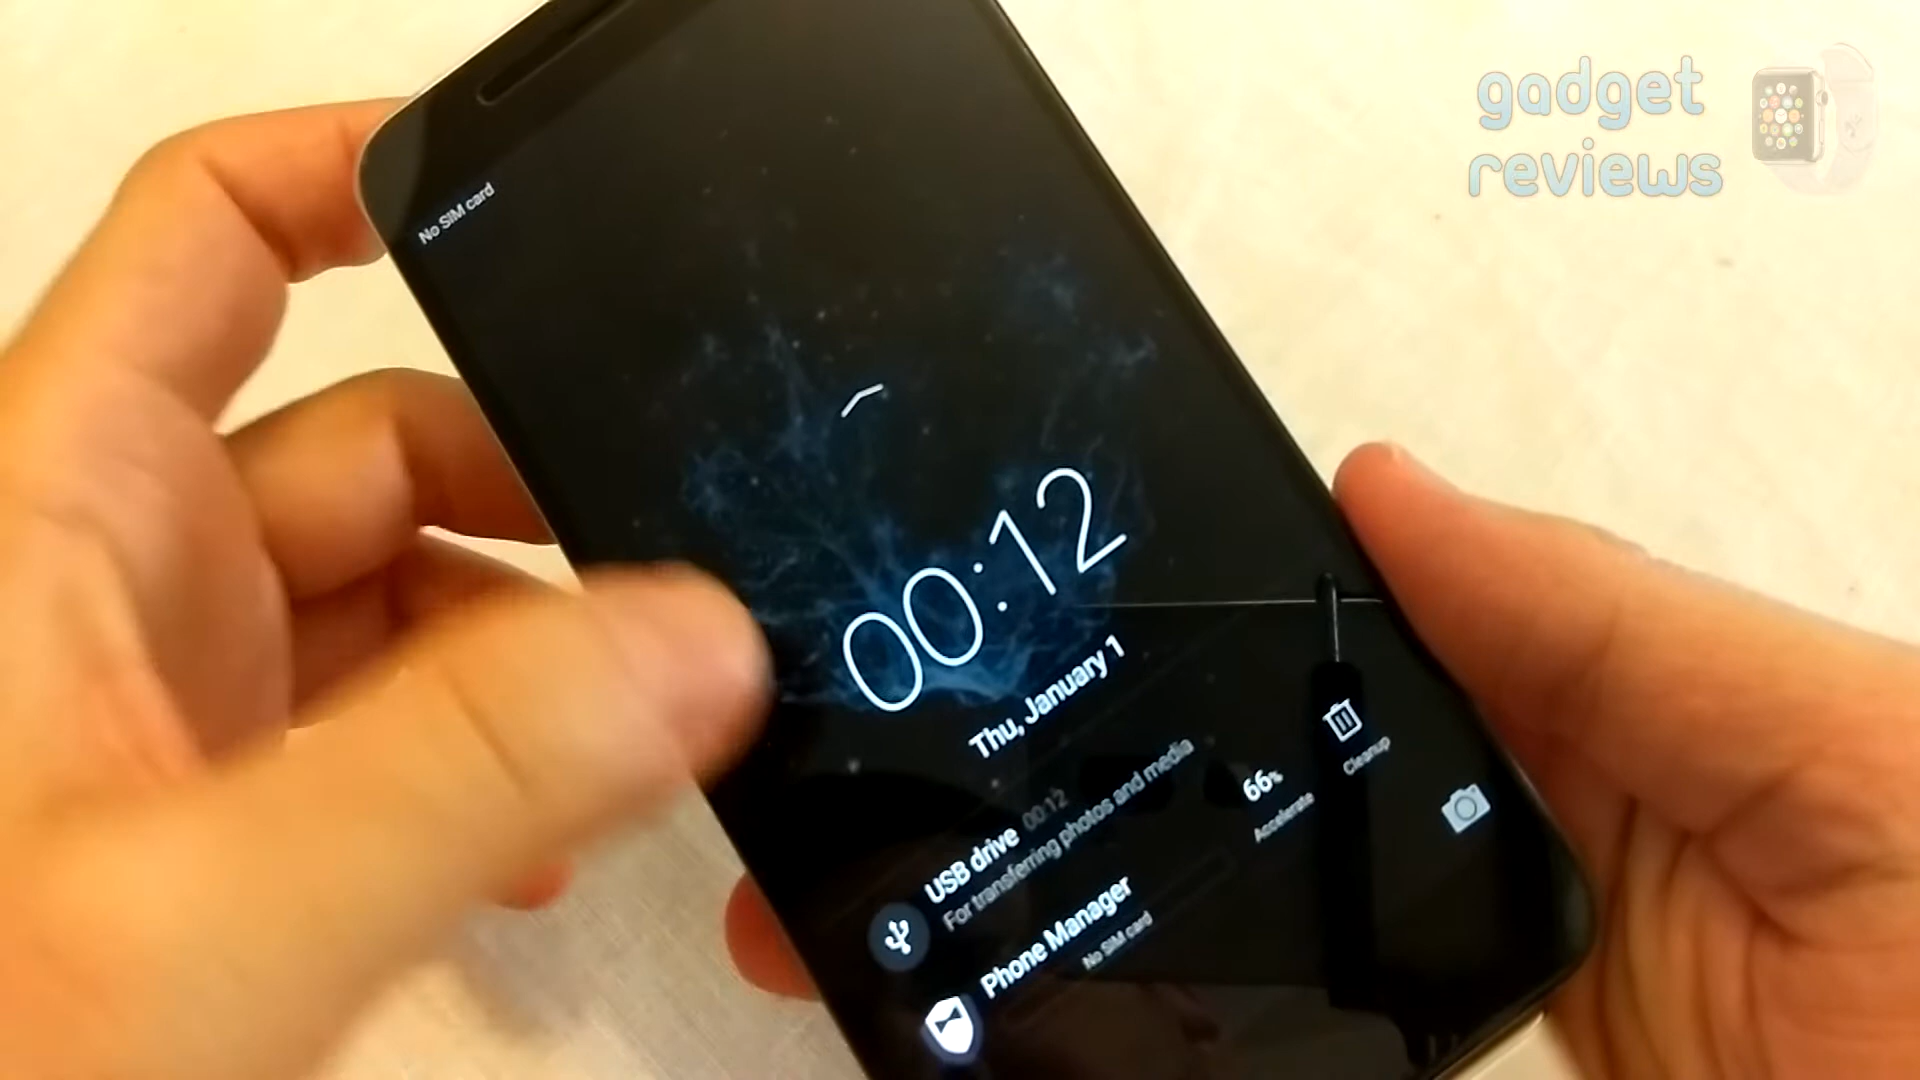 gadget
reviews
No SIM card
00:12
Thu, January 1
USB drive 00:12
For transferring photos and media
Phone Manager
No SIM card
66%
Accelerate
Cleanup